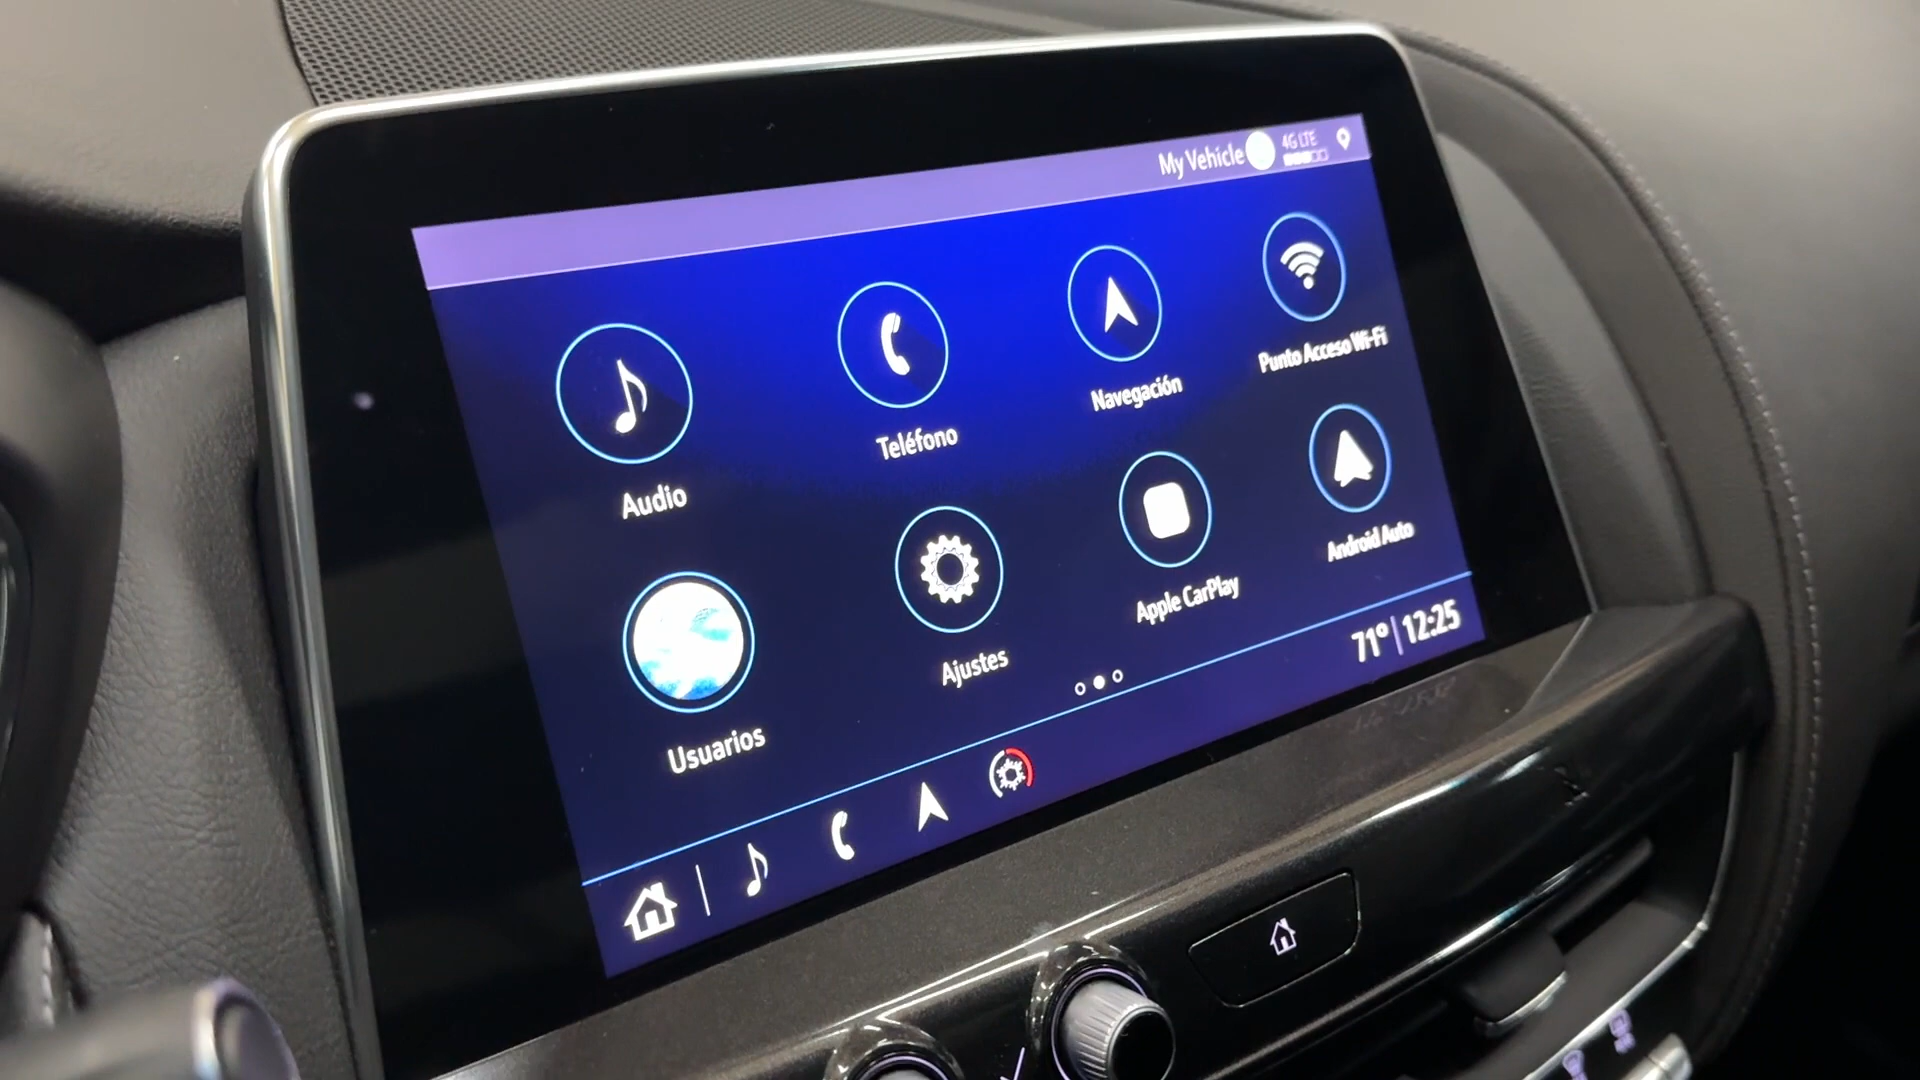 My Vehicle 4G LTE
Audio
Teléfono
Navegación
Punto Acceso Wi-Fi
Usuarios
Ajustes
Apple CarPlay
Android Auto
71° 12:25